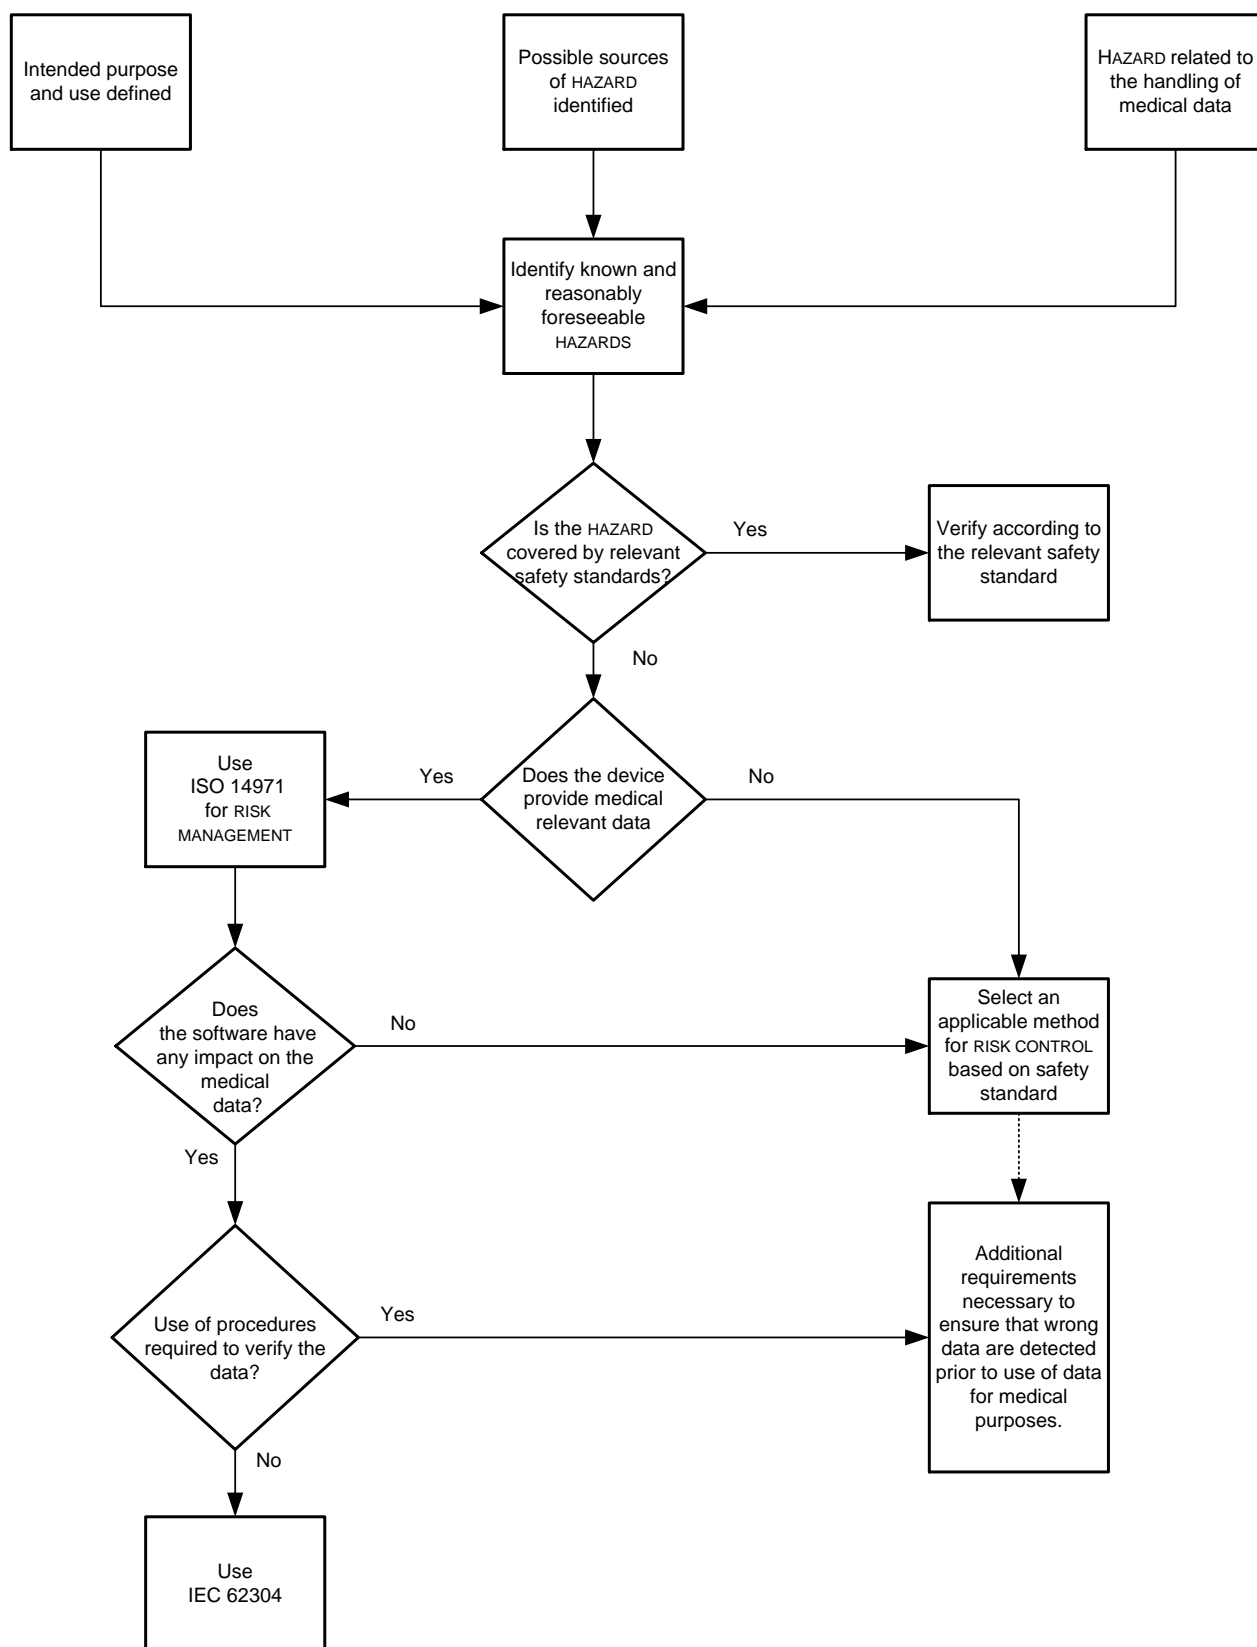 Intended purpose
and use defined
Possible sources
of HAZARD
identified
HAZARD related to
the handling of
medical data
Identify known and
reasonably
foreseeable
HAZARDS
Is the HAZARD
covered by relevant
safety standards?
Yes
Verify according to
the relevant safety
standard
No
Does the device
provide medical
relevant data
Yes
No
Use
ISO 14971
for RISK
MANAGEMENT
Does
the software have
any impact on the
medical
data?
No
Select an
applicable method
for RISK CONTROL
based on safety
standard
Yes
Use of procedures
required to verify the
data?
Yes
Additional
requirements
necessary to
ensure that wrong
data are detected
prior to use of data
for medical
purposes.
No
Use
IEC 62304